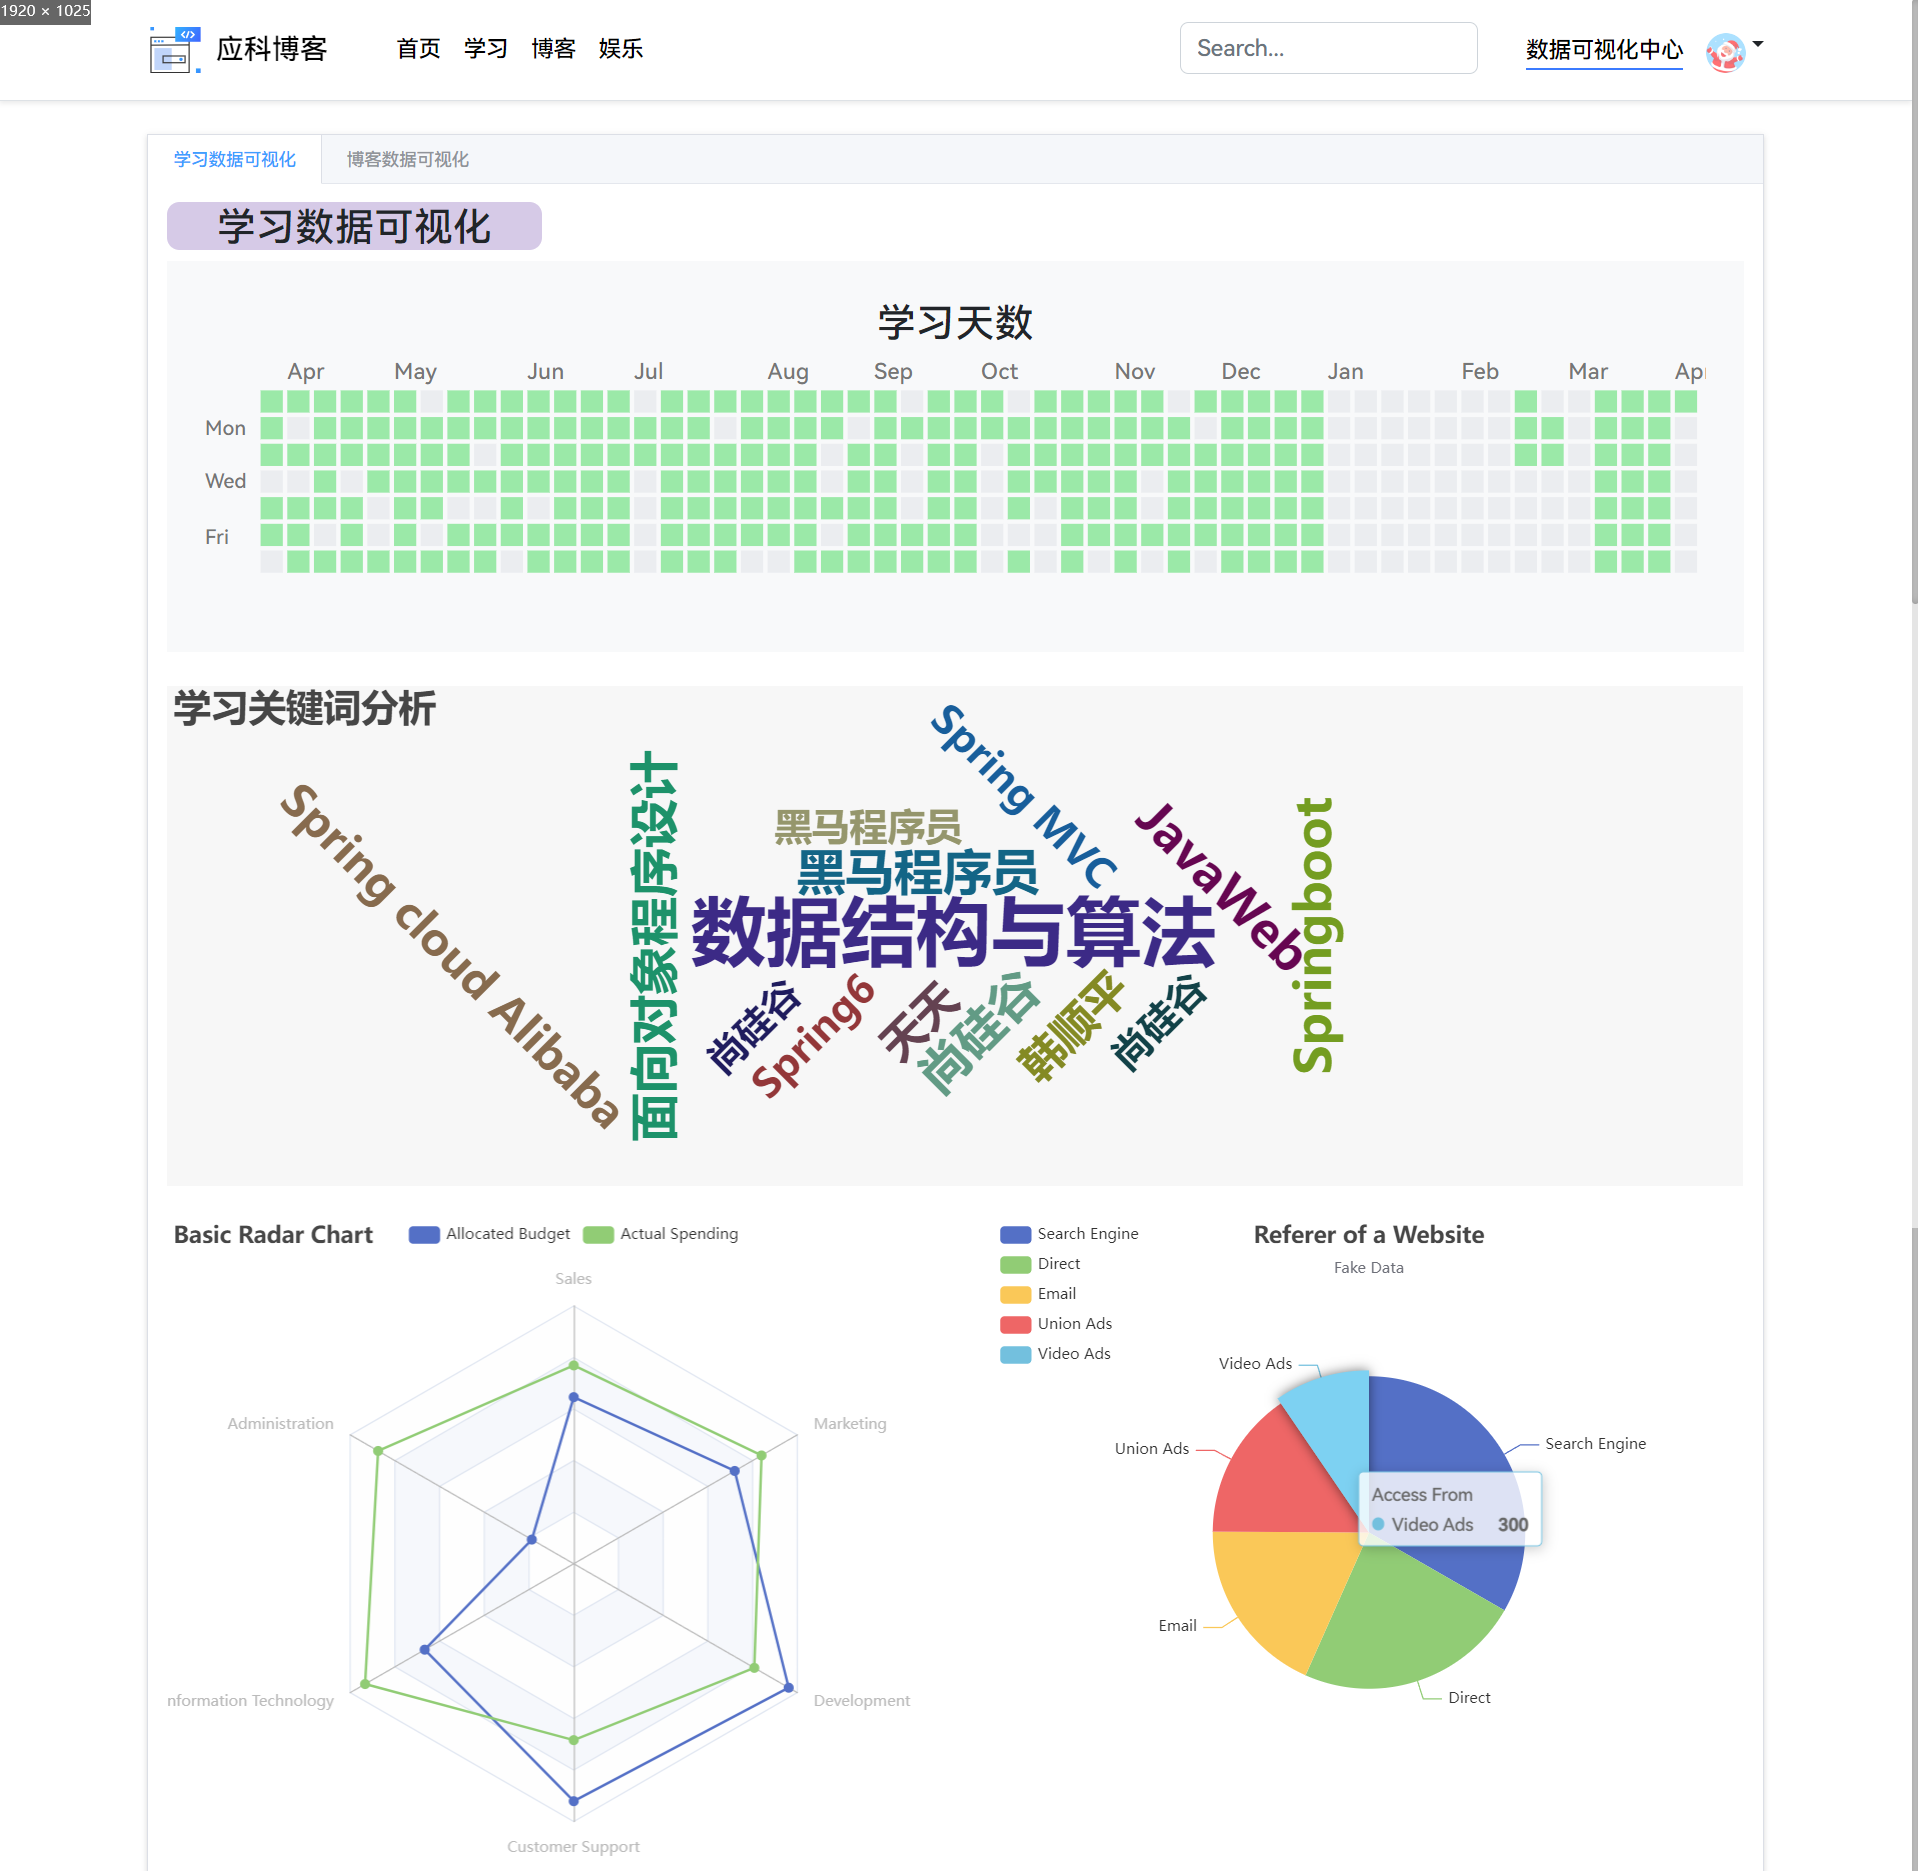 1920 × 1025
应科博客
首页 学习 博客 娱乐
Search...
数据可视化中心
学习数据可视化 博客数据可视化
学习数据可视化
学习天数
Apr May Jun Jul Aug Sep Oct Nov Dec Jan Feb Mar Apr
Mon
Wed
Fri
学习关键词分析
Spring cloud Alibaba
面向对象程序设计
黑马程序员
黑马程序员
数据结构与算法
Spring MVC
JavaWeb
Springboot
尚硅谷
Spring6
天天
尚硅谷
韩顺平
尚硅谷
Basic Radar Chart
Allocated Budget Actual Spending
Sales
Administration
Marketing
nformation Technology
Development
Customer Support
Search Engine
Direct
Email
Union Ads
Video Ads
Referer of a Website
Fake Data
Video Ads
Union Ads
Search Engine
Access From
Video Ads 300
Email
Direct